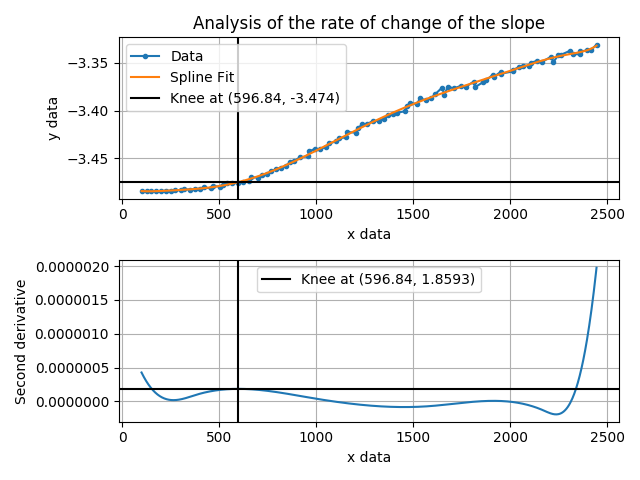 Analysis of the rate of change of the slope
Data
Spline Fit
Knee at (596.84, -3.474)
y data
−3.35
−3.40
−3.45
0
500
1000
1500
2000
2500
x data
Knee at (596.84, 1.8593)
Second derivative
0.0000020
0.0000015
0.0000010
0.0000005
0.0000000
0
500
1000
1500
2000
2500
x data